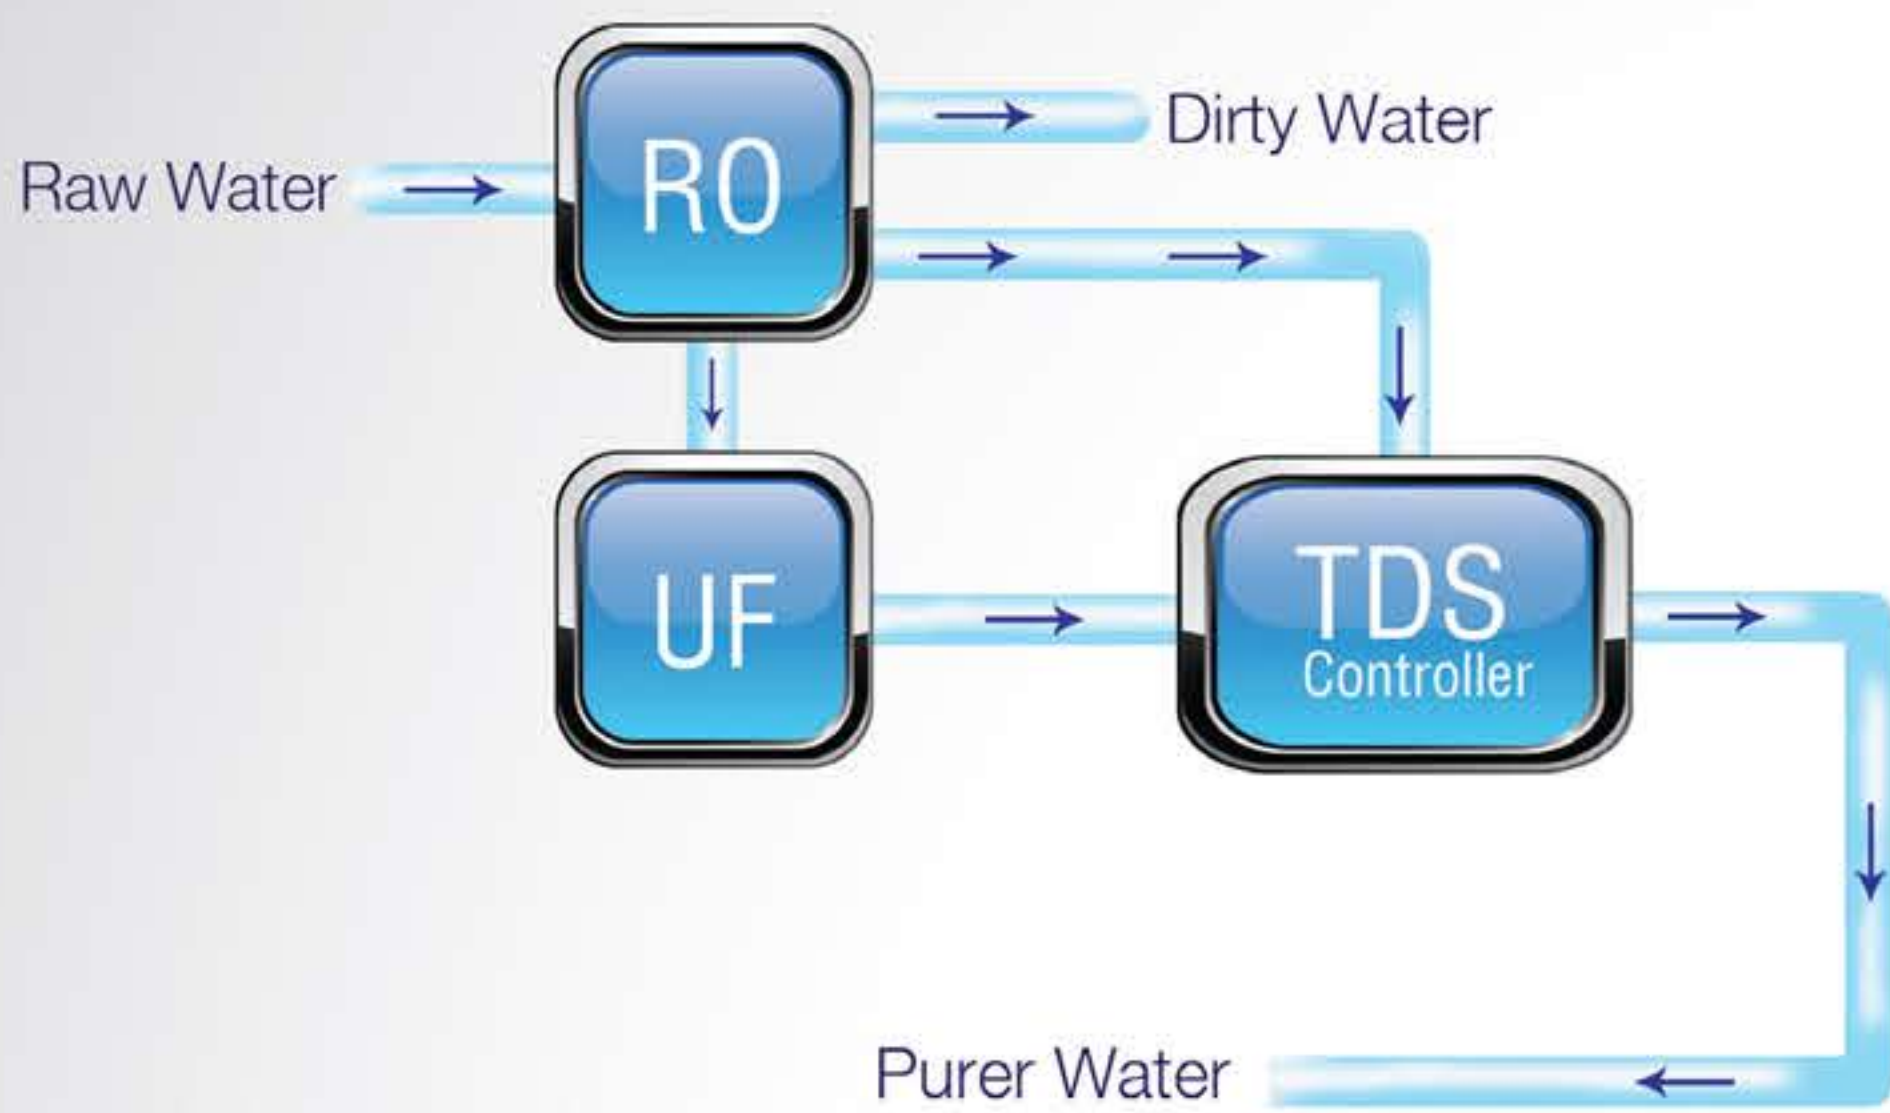 Dirty Water
Raw Water
RO
UF
TDS
Controller
Purer Water